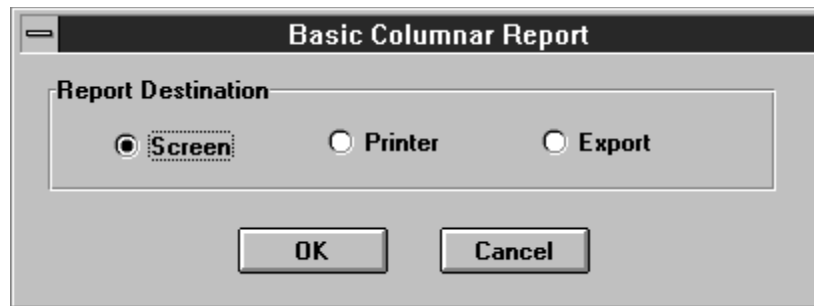 Basic Columnar Report
Report Destination
Screen Printer Export
OK Cancel